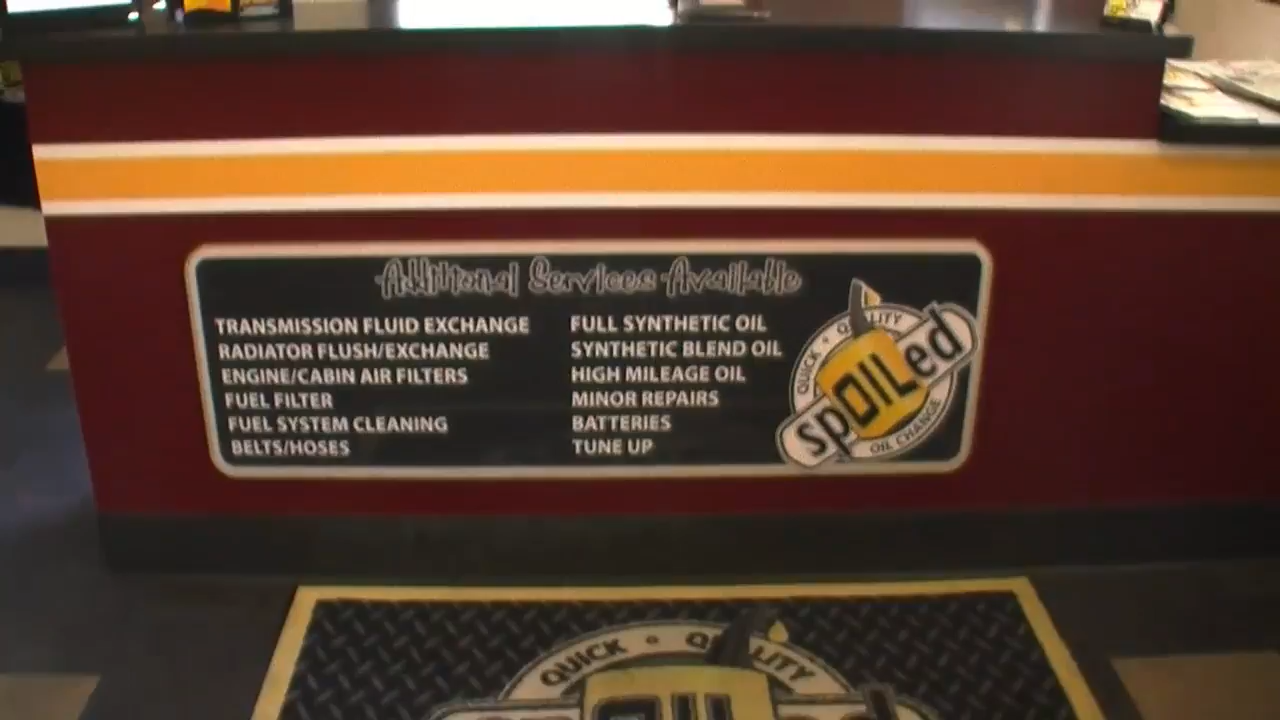 Additional Services Available
TRANSMISSION FLUID EXCHANGE
RADIATOR FLUSH/EXCHANGE
ENGINE/CABIN AIR FILTERS
FUEL FILTER
FUEL SYSTEM CLEANING
BELTS/HOSES
FULL SYNTHETIC OIL
SYNTHETIC BLEND OIL
HIGH MILEAGE OIL
MINOR REPAIRS
BATTERIES
TUNE UP
QUICK • QUALITY
spOILed
OIL CHANGE
QUICK • QUALITY
spOILed